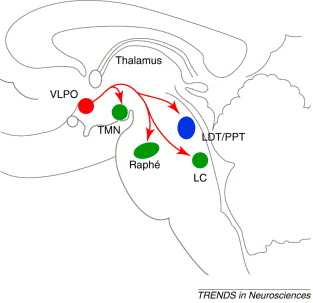 Thalamus
VLPO
TMN
LDT/PPT
Raphé
LC
TRENDS in Neurosciences